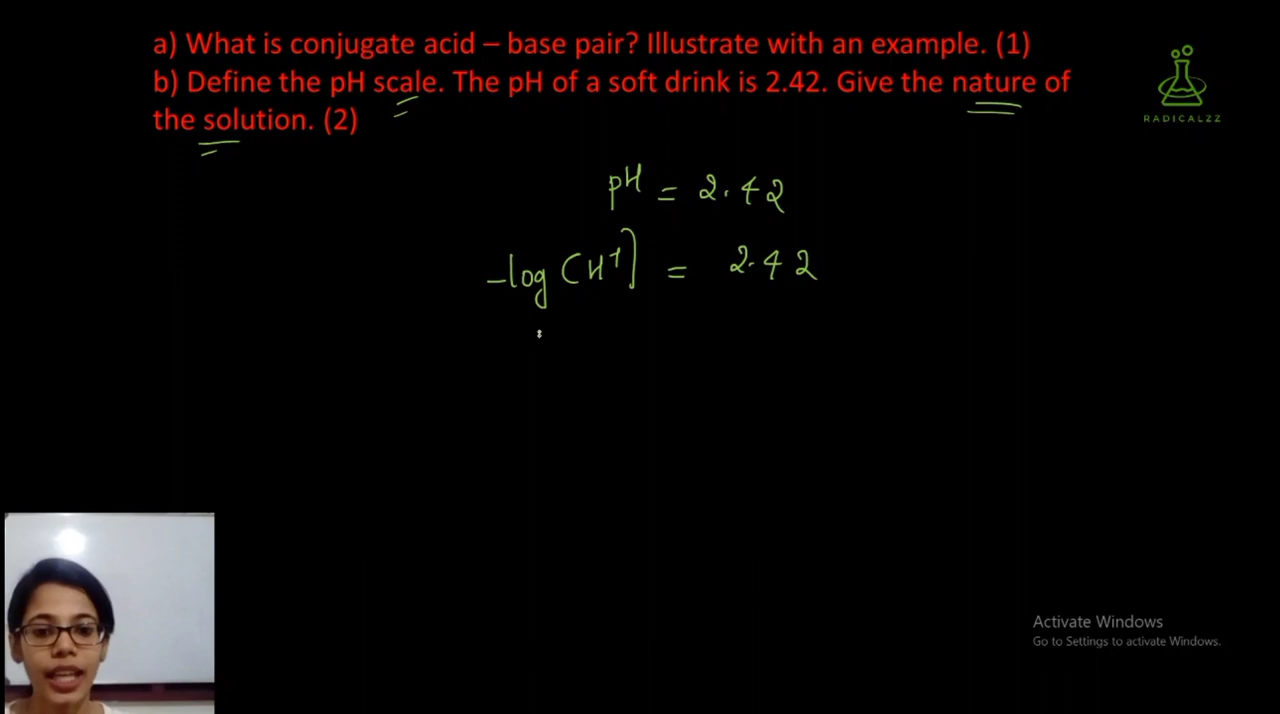 a) What is conjugate acid – base pair? Illustrate with an example. (1)
b) Define the pH scale. The pH of a soft drink is 2.42. Give the nature of
the solution. (2)
RADICALZZ
pH = 2.42
-log [H+] = 2.42
Activate Windows
Go to Settings to activate Windows.